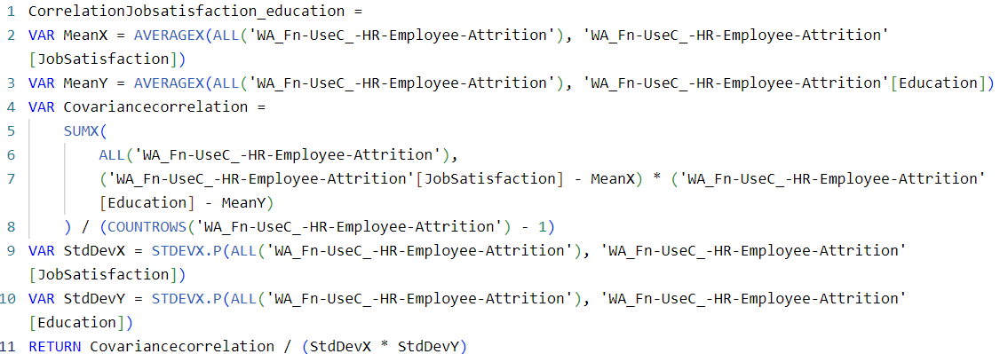 1 CorrelationJobsatisfaction_education =
2 VAR MeanX = AVERAGEX(ALL('WA_Fn-UseC_-HR-Employee-Attrition'), 'WA_Fn-UseC_-HR-Employee-Attrition'
[JobSatisfaction])
3 VAR MeanY = AVERAGEX(ALL('WA_Fn-UseC_-HR-Employee-Attrition'), 'WA_Fn-UseC_-HR-Employee-Attrition'[Education])
4 VAR Covariancecorrelation =
5 SUMX(
6 ALL('WA_Fn-UseC_-HR-Employee-Attrition'),
7 ('WA_Fn-UseC_-HR-Employee-Attrition'[JobSatisfaction] - MeanX) * ('WA_Fn-UseC_-HR-Employee-Attrition'
[Education] - MeanY)
8 ) / (COUNTROWS('WA_Fn-UseC_-HR-Employee-Attrition') - 1)
9 VAR StdDevX = STDEVX.P(ALL('WA_Fn-UseC_-HR-Employee-Attrition'), 'WA_Fn-UseC_-HR-Employee-Attrition'
[JobSatisfaction])
10 VAR StdDevY = STDEVX.P(ALL('WA_Fn-UseC_-HR-Employee-Attrition'), 'WA_Fn-UseC_-HR-Employee-Attrition'
[Education])
11 RETURN Covariancecorrelation / (StdDevX * StdDevY)